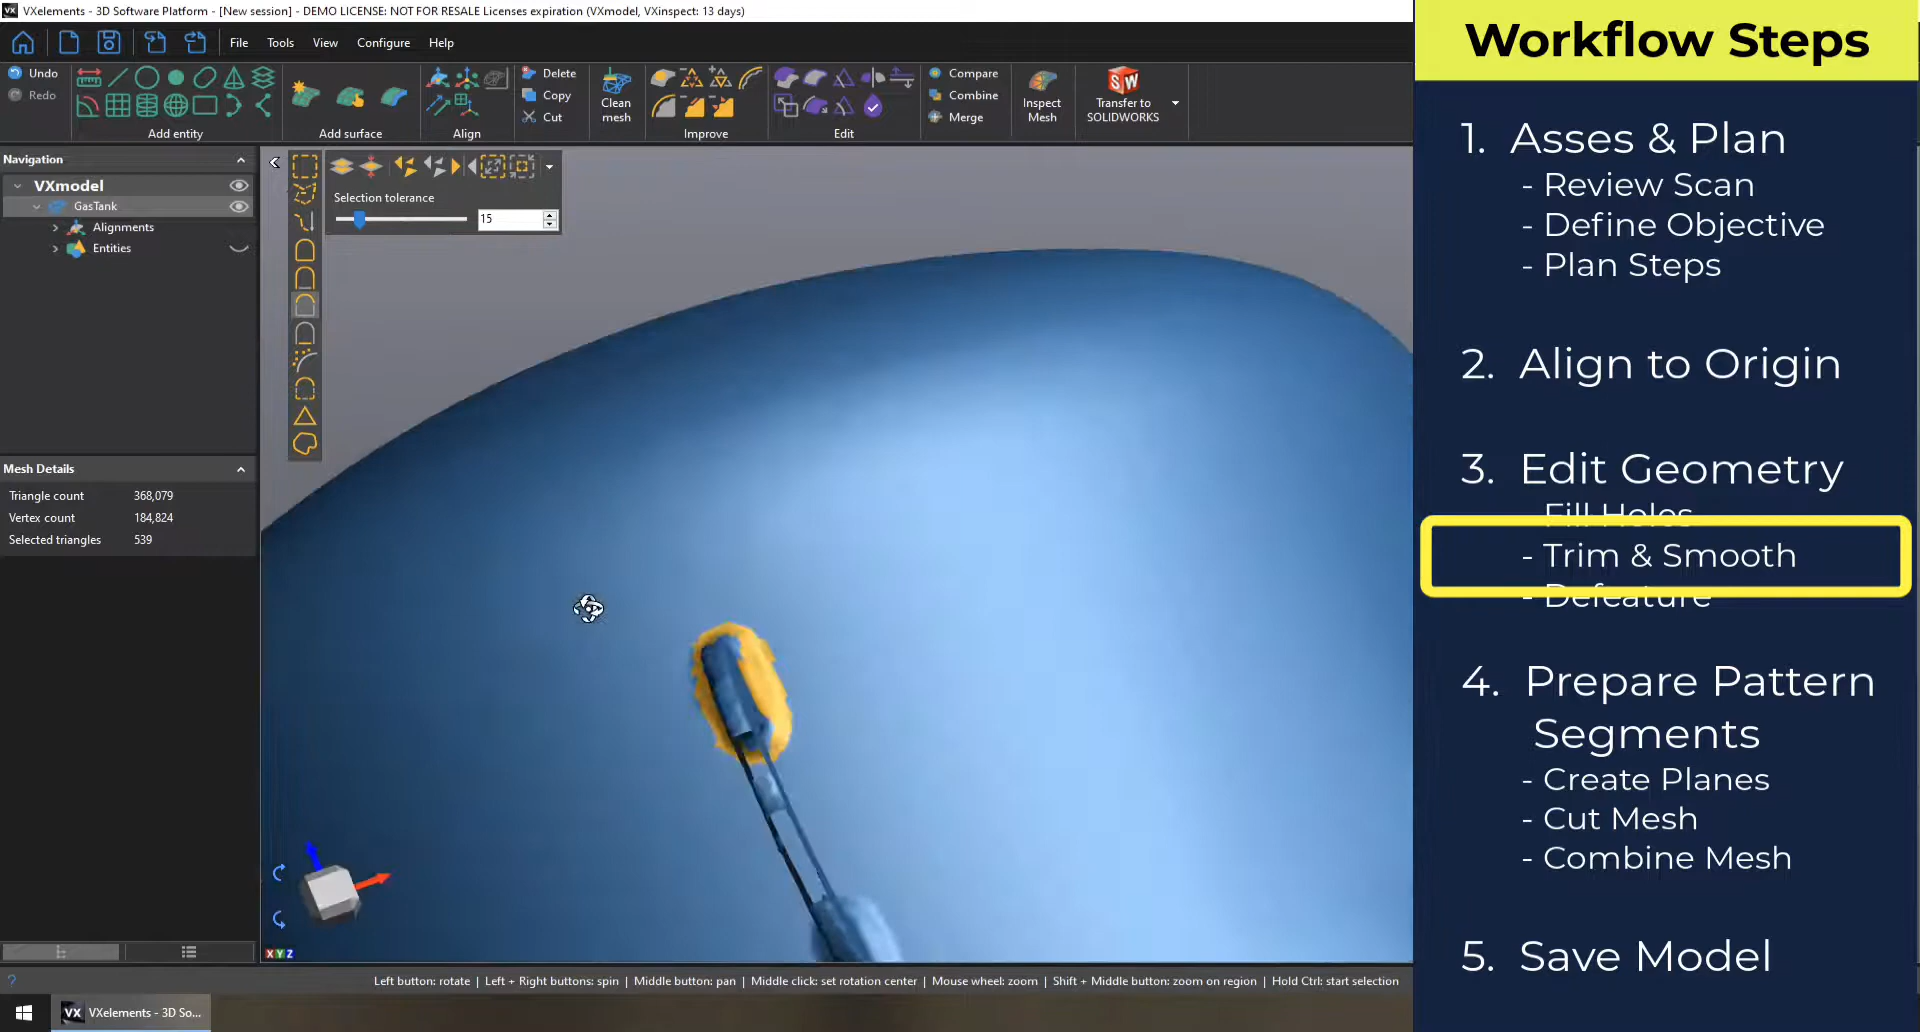 VXelements - 3D Software Platform - [New session] - DEMO LICENSE: NOT FOR RESALE Licenses expiration (VXmodel, VXinspect: 13 days)
File Tools View Configure Help
Undo
Redo
Add entity
Add surface
Align
Delete
Copy
Cut
Clean
mesh
Improve
Edit
Compare
Combine
Merge
Inspect
Mesh
SW
Transfer to
SOLIDWORKS
Navigation
VXmodel
GasTank
Alignments
Entities
Selection tolerance
15
Mesh Details
Triangle count 368,079
Vertex count 184,824
Selected triangles 539
X Y Z
Left button: rotate | Left + Right buttons: spin | Middle button: pan | Middle click: set rotation center | Mouse wheel: zoom | Shift + Middle button: zoom on region | Hold Ctrl: start selection
VX VXelements - 3D So...
Workflow Steps
1. Asses & Plan
- Review Scan
- Define Objective
- Plan Steps
2. Align to Origin
3. Edit Geometry
Fill Holes
- Trim & Smooth
- Defeature
4. Prepare Pattern
Segments
- Create Planes
- Cut Mesh
- Combine Mesh
5. Save Model